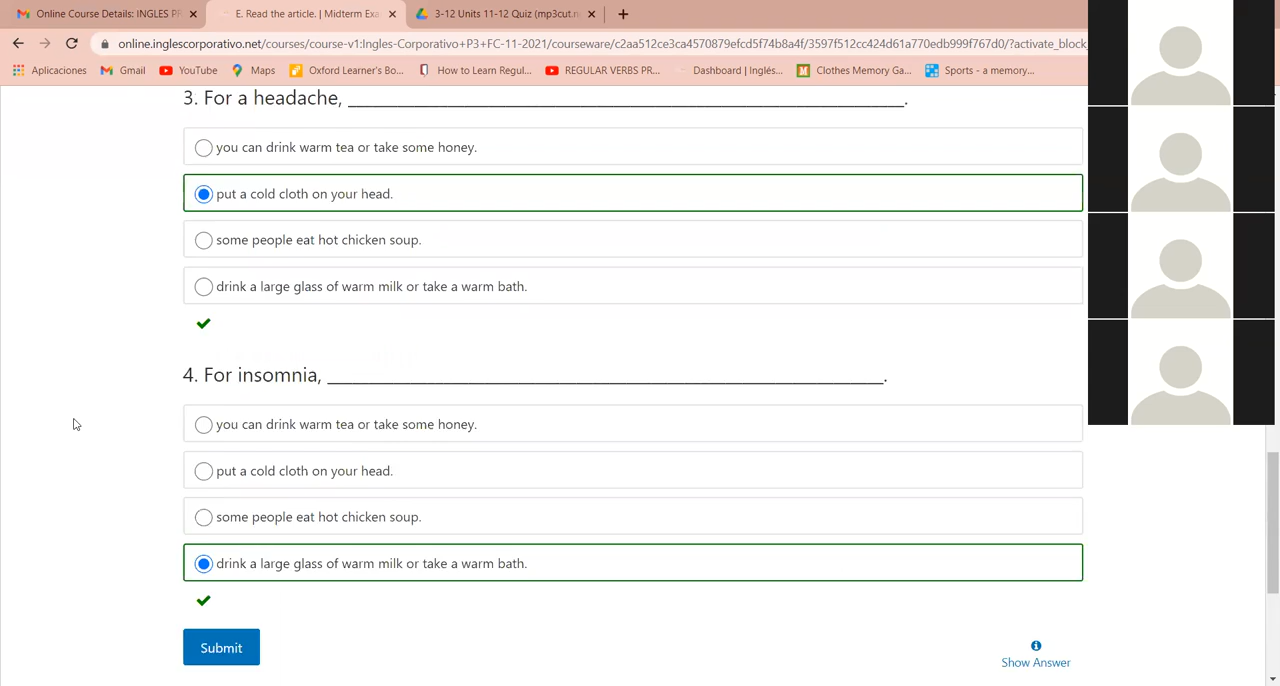 Online Course Details: INGLES PR
E. Read the article. | Midterm Exa
3-12 Units 11-12 Quiz (mp3cut.n
online.inglescorporativo.net/courses/course-v1:Ingles-Corporativo+P3+FC-11-2021/courseware/c2aa512ce3ca4570879efcd5f74b8a4f/3597f512cc424d61a770edb999f767d0/?activate_block_
Aplicaciones Gmail YouTube Maps Oxford Learner's Bo... How to Learn Regul... REGULAR VERBS PR... Dashboard | Inglés... Clothes Memory Ga... Sports - a memory...
3. For a headache, ______________________________________________________.
you can drink warm tea or take some honey.
put a cold cloth on your head.
some people eat hot chicken soup.
drink a large glass of warm milk or take a warm bath.
4. For insomnia, ______________________________________________________.
you can drink warm tea or take some honey.
put a cold cloth on your head.
some people eat hot chicken soup.
drink a large glass of warm milk or take a warm bath.
Submit
Show Answer